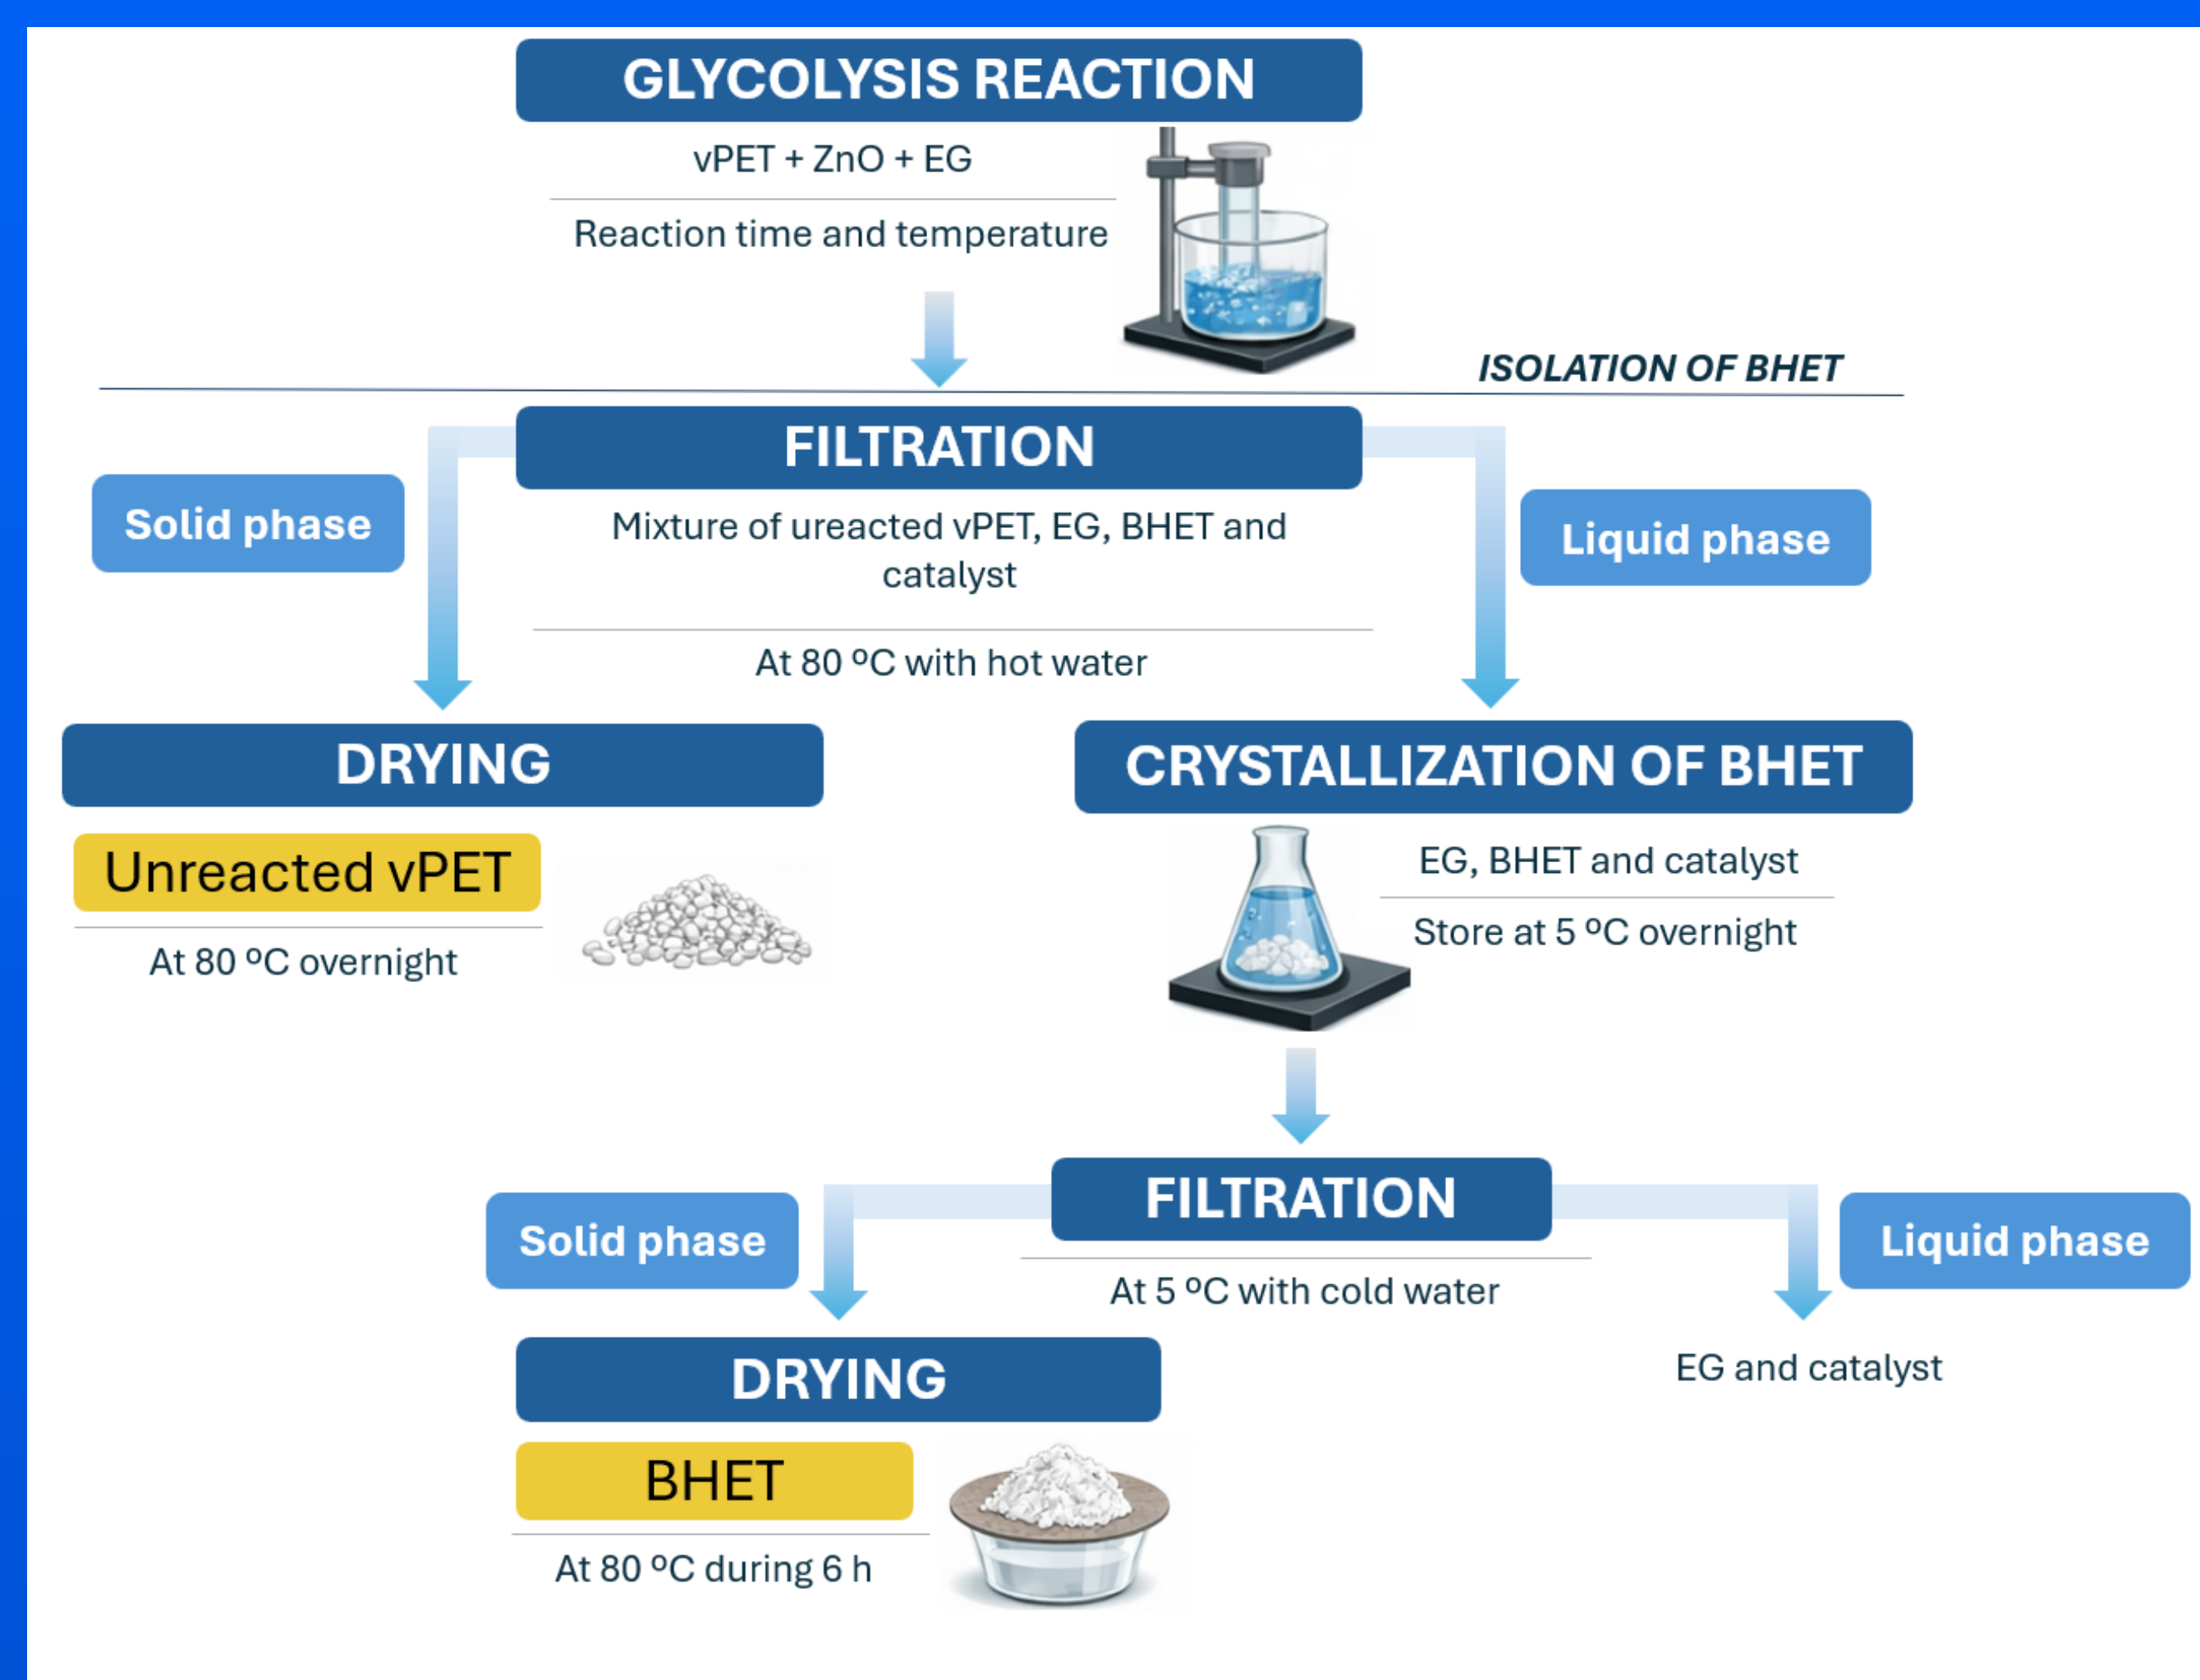 GLYCOLYSIS REACTION
vPET + ZnO + EG
Reaction time and temperature
ISOLATION OF BHET
FILTRATION
Solid phase
Liquid phase
Mixture of ureacted vPET, EG, BHET and
catalyst
At 80 ºC with hot water
DRYING
Unreacted vPET
At 80 ºC overnight
CRYSTALLIZATION OF BHET
EG, BHET and catalyst
Store at 5 ºC overnight
FILTRATION
Solid phase
Liquid phase
At 5 ºC with cold water
EG and catalyst
DRYING
BHET
At 80 ºC during 6 h